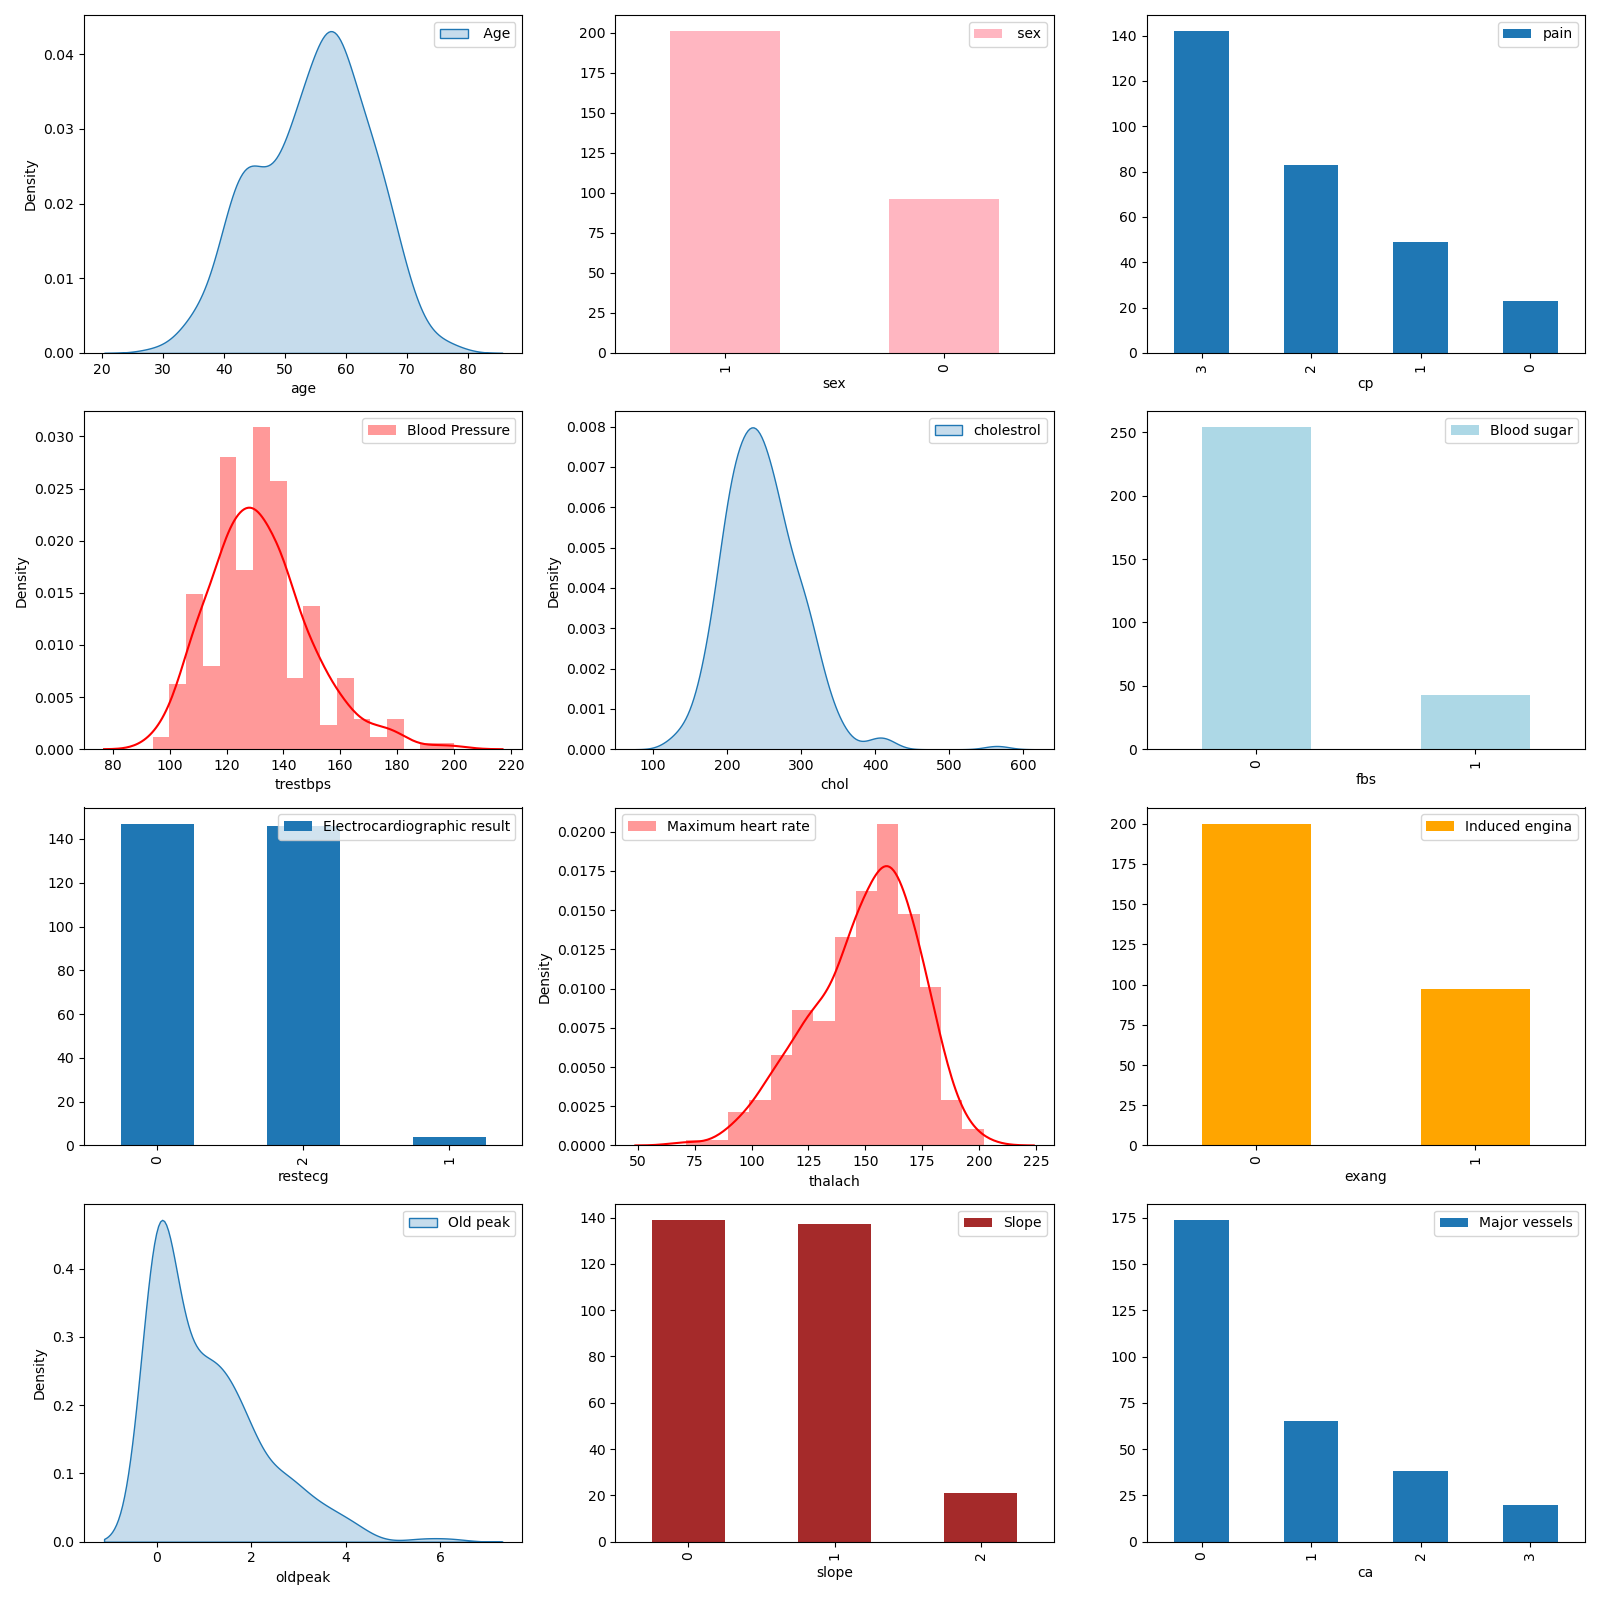 Age
0.04
0.03
0.02
0.01
0.00
Density
20 30 40 50 60 70 80
age
sex
200
175
150
125
100
75
50
25
0
1 0
sex
pain
140
120
100
80
60
40
20
0
3 2 1 0
cp
Blood Pressure
0.030
0.025
0.020
0.015
0.010
0.005
0.000
Density
80 100 120 140 160 180 200 220
trestbps
cholestrol
0.008
0.007
0.006
0.005
0.004
0.003
0.002
0.001
0.000
Density
100 200 300 400 500 600
chol
Blood sugar
250
200
150
100
50
0
0 1
fbs
Electrocardiographic result
140
120
100
80
60
40
20
0
0 2 1
restecg
Maximum heart rate
0.0200
0.0175
0.0150
0.0125
0.0100
0.0075
0.0050
0.0025
0.0000
Density
50 75 100 125 150 175 200 225
thalach
Induced engina
200
175
150
125
100
75
50
25
0
0 1
exang
Old peak
0.4
0.3
0.2
0.1
0.0
Density
0 2 4 6
oldpeak
Slope
140
120
100
80
60
40
20
0
0 1 2
slope
Major vessels
175
150
125
100
75
50
25
0
0 1 2 3
ca